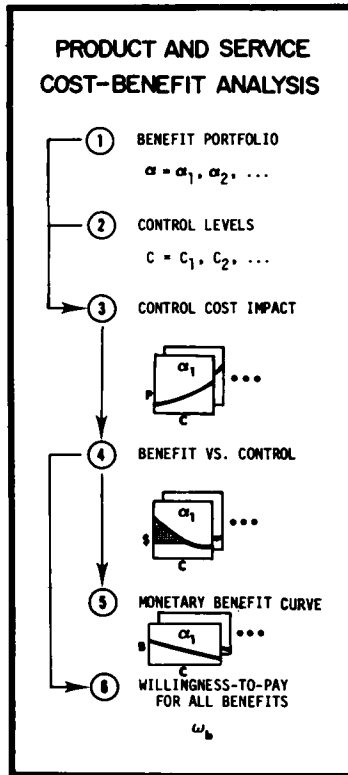 PRODUCT AND SERVICE
COST-BENEFIT ANALYSIS
1 BENEFIT PORTFOLIO
α = α₁, α₂, ...
2 CONTROL LEVELS
C = C₁, C₂, ...
3 CONTROL COST IMPACT
α₁
P
C
4 BENEFIT VS. CONTROL
α₁
$
C
5 MONETARY BENEFIT CURVE
α₁
B
C
6 WILLINGNESS-TO-PAY
FOR ALL BENEFITS
ω_b